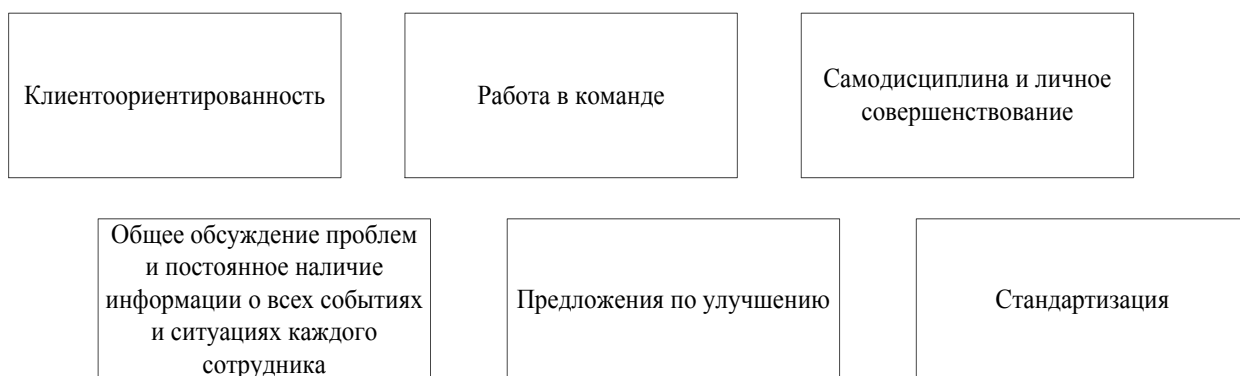 Клиентоориентированность
Работа в команде
Самодисциплина и личное
совершенствование
Общее обсуждение проблем
и постоянное наличие
информации о всех событиях
и ситуациях каждого
сотрудника
Предложения по улучшению
Стандартизация